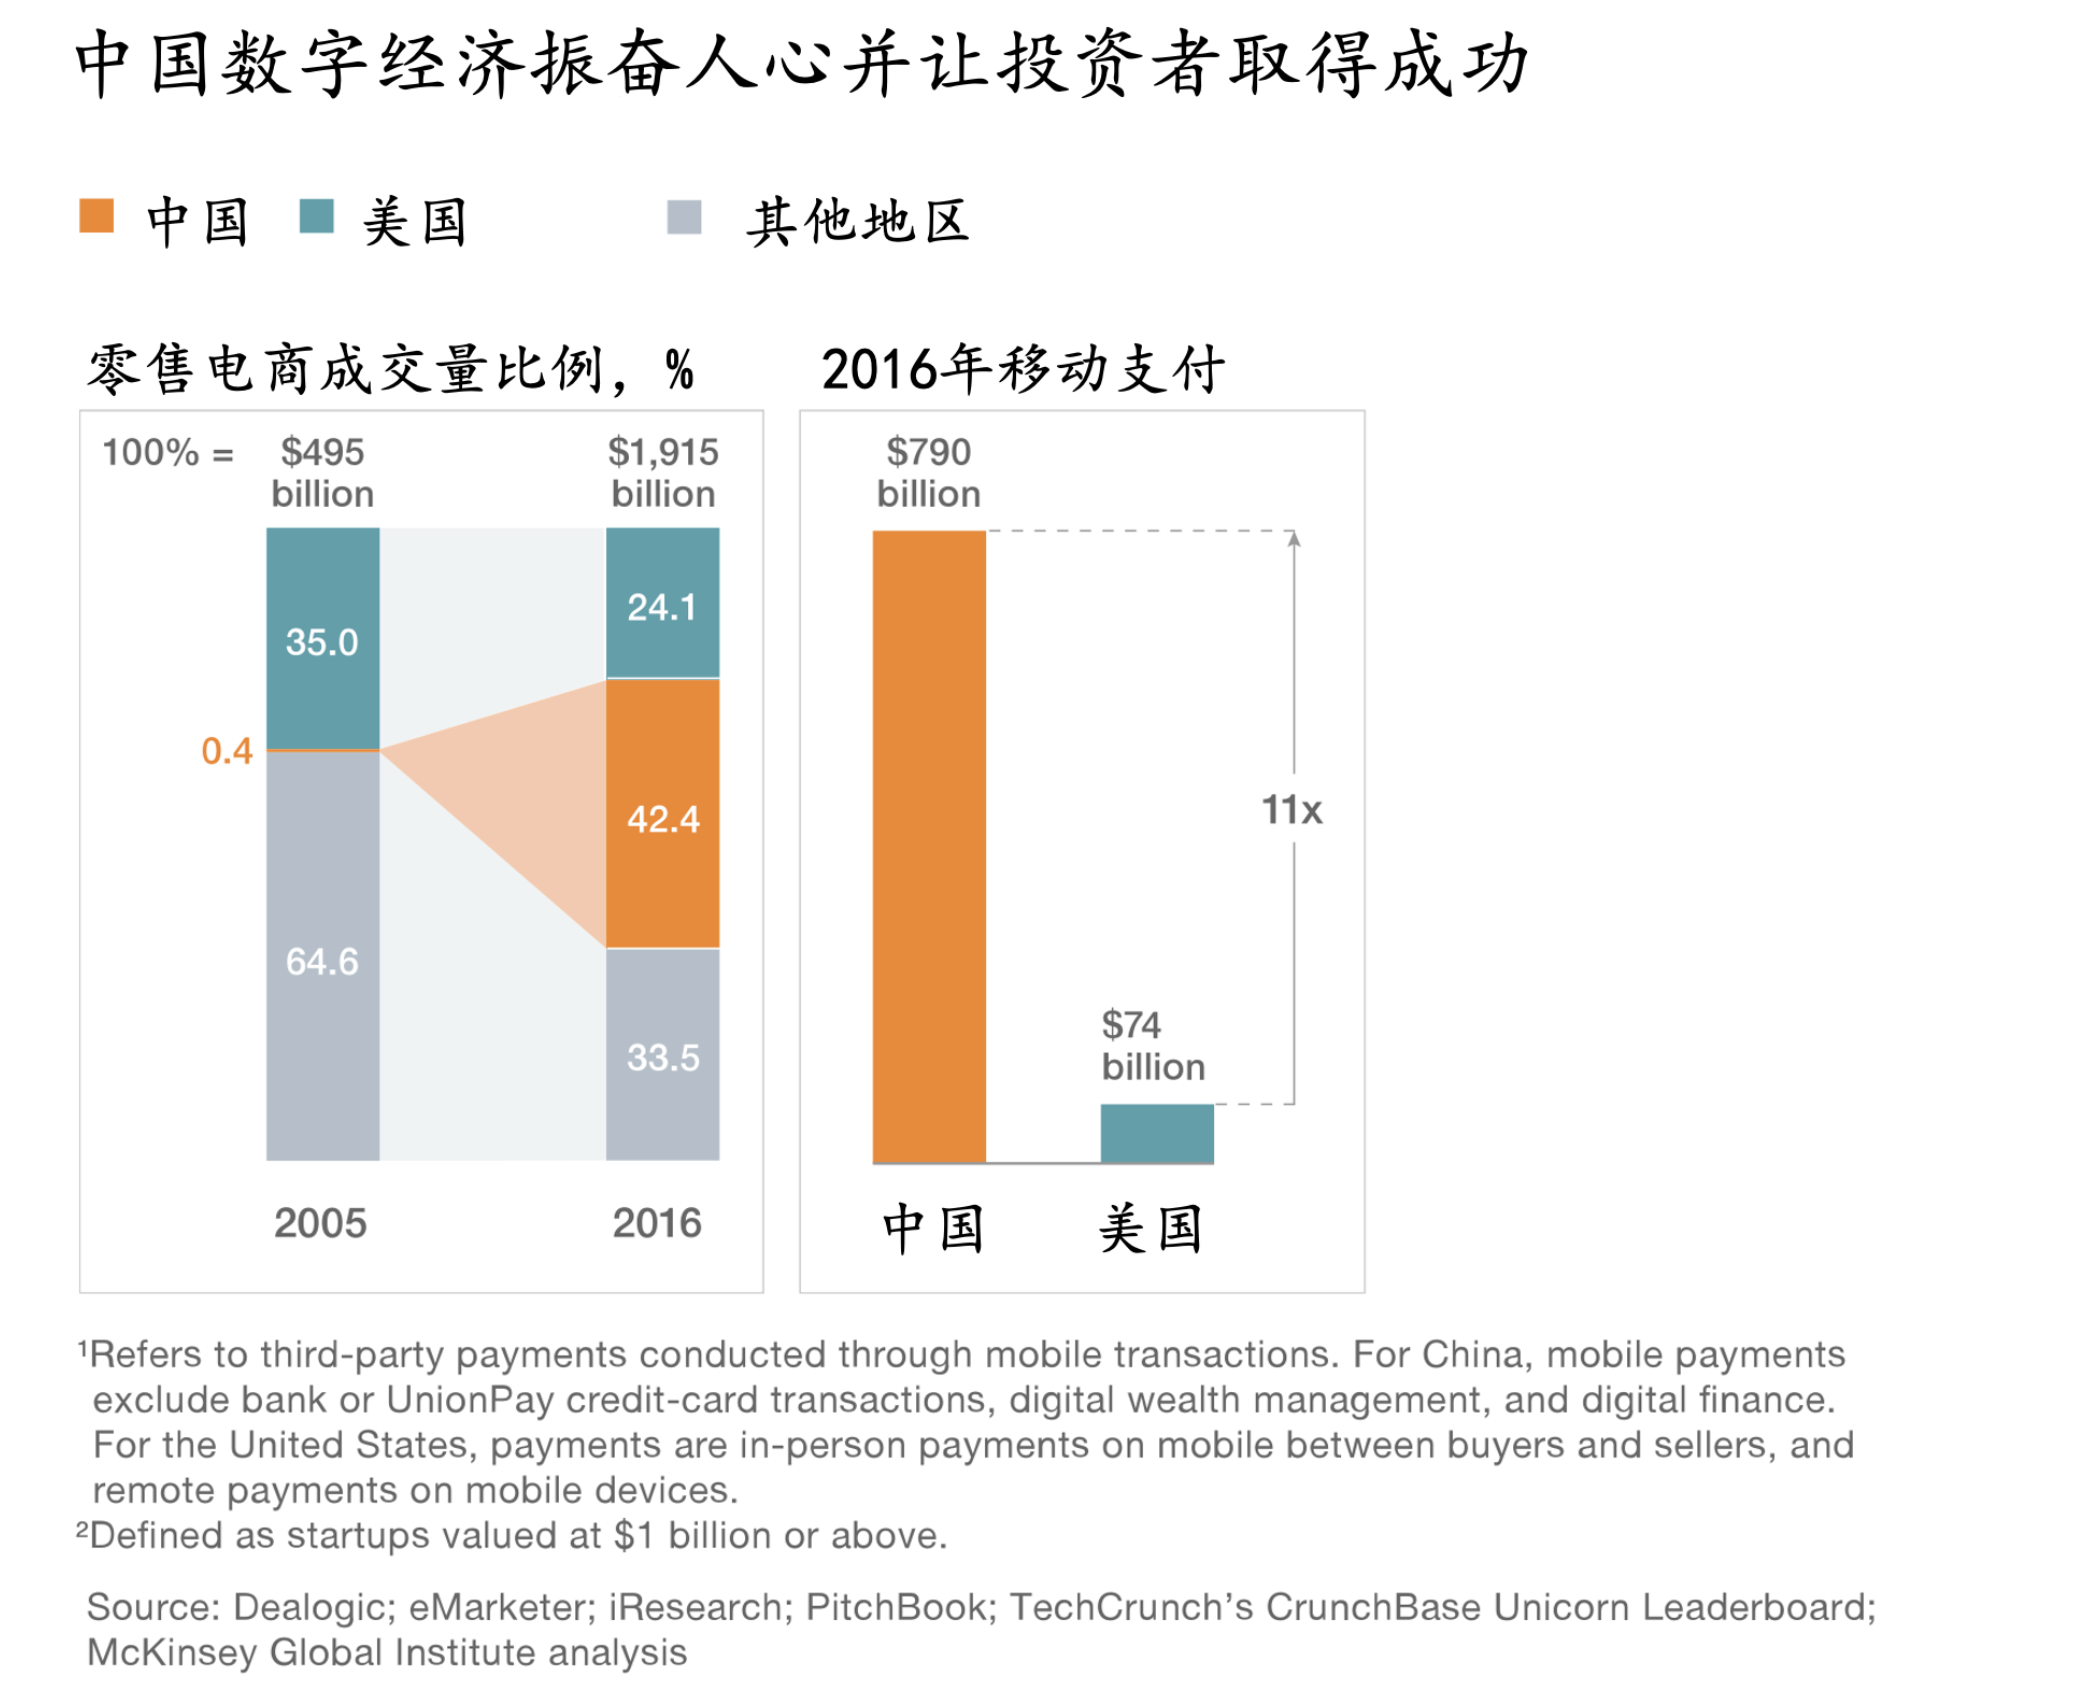 中国数字经济振奋人心并让投资者取得成功
中国 美国 其他地区
零售电商成交量比例，%
100% = $495 billion $1,915 billion
35.0
0.4
64.6
24.1
42.4
33.5
2005 2016
2016年移动支付
$790
billion
11x
$74
billion
中国 美国
¹Refers to third-party payments conducted through mobile transactions. For China, mobile payments
exclude bank or UnionPay credit-card transactions, digital wealth management, and digital finance.
For the United States, payments are in-person payments on mobile between buyers and sellers, and
remote payments on mobile devices.
²Defined as startups valued at $1 billion or above.
Source: Dealogic; eMarketer; iResearch; PitchBook; TechCrunch’s CrunchBase Unicorn Leaderboard;
McKinsey Global Institute analysis